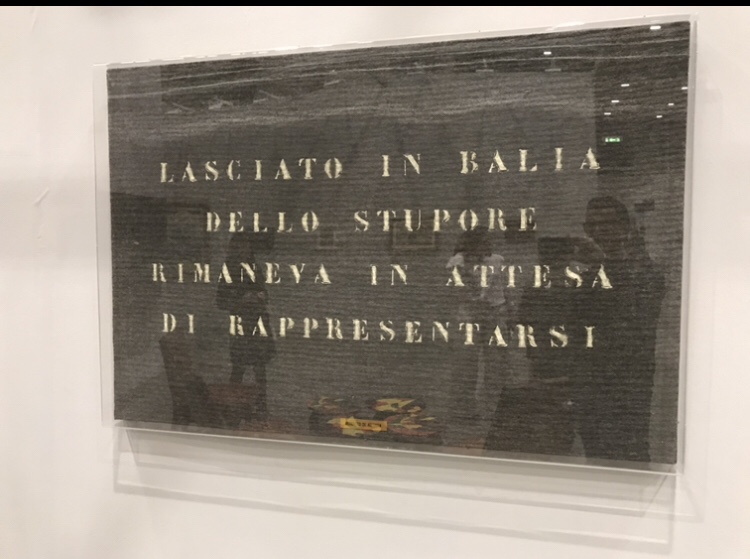 LASCIATO IN BALIA
DELLO STUPORE
RIMANEVA IN ATTESA
DI RAPPRESENTARSI